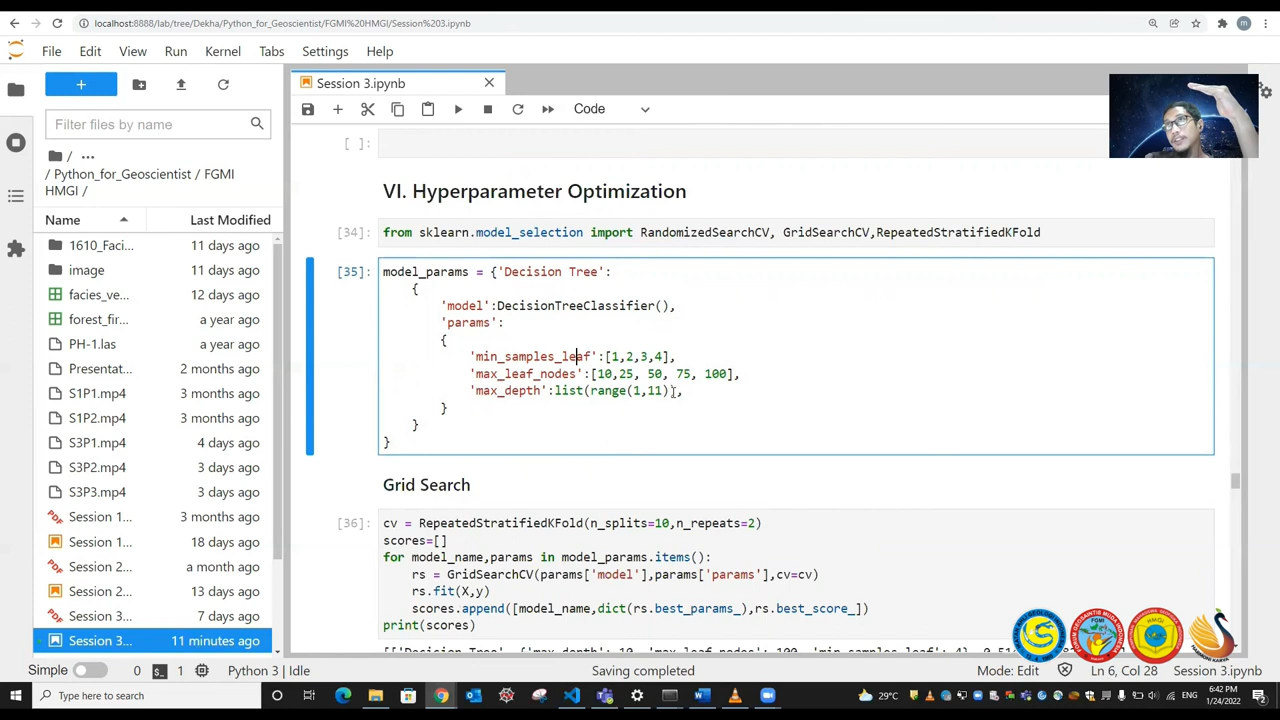 localhost:8888/lab/tree/Dekha/Python_for_Geoscientist/FGMI%20HMGI/Session%203.ipynb
File Edit View Run Kernel Tabs Settings Help
Session 3.ipynb
Code
Filter files by name
/ ...
/ Python_for_Geoscientist / FGMI
HMGI /
Name Last Modified
1610_Faci... 11 days ago
image 11 days ago
facies_ve... 12 days ago
forest_fir... a year ago
PH-1.las a year ago
Presentat... 2 days ago
S1P1.mp4 4 days ago
S1P2.mp4 4 days ago
S3P1.mp4 4 days ago
S3P2.mp4 3 days ago
S3P3.mp4 3 days ago
Session 1... 3 months ago
Session 1... 18 days ago
Session 2... a month ago
Session 2... 13 days ago
Session 3... 7 days ago
Session 3... 11 minutes ago
[ ]:
VI. Hyperparameter Optimization
[34]: from sklearn.model_selection import RandomizedSearchCV, GridSearchCV,RepeatedStratifiedKFold
[35]: model_params = {'Decision Tree':
{
'model':DecisionTreeClassifier(),
'params':
{
'min_samples_leaf':[1,2,3,4],
'max_leaf_nodes':[10,25, 50, 75, 100],
'max_depth':list(range(1,11)),
}
}
}
Grid Search
[36]: cv = RepeatedStratifiedKFold(n_splits=10,n_repeats=2)
scores=[]
for model_name,params in model_params.items():
rs = GridSearchCV(params['model'],params['params'],cv=cv)
rs.fit(X,y)
scores.append([model_name,dict(rs.best_params_),rs.best_score_])
print(scores)
Simple 0 1 Python 3 | Idle Saving completed Mode: Edit Ln 6, Col 28 Session 3.ipynb
Type here to search 29°C ENG 6:42 PM
1/24/2022
FGMI
HMGI